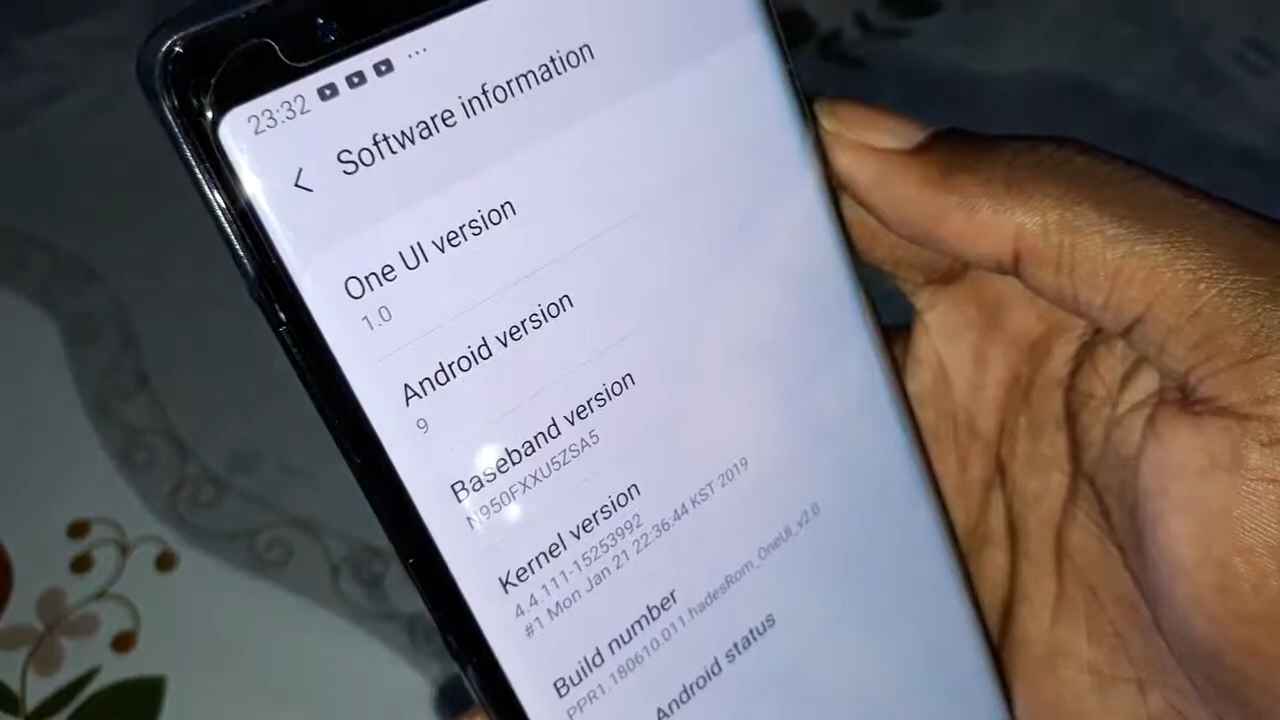 23:32
Software information
One UI version
1.0
Android version
9
Baseband version
N950FXXU5ZSA5
Kernel version
4.4.111-15253992
#1 Mon Jan 21 22:36:44 KST 2019
Build number
PPR1.180610.011.hadesRom_OneUI_v2.0
Android status